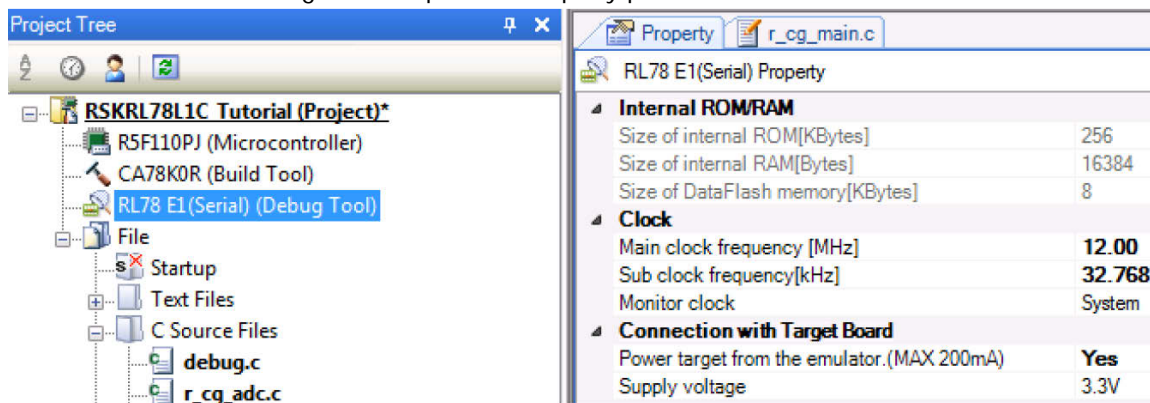 Project Tree
RSKRL78L1C_Tutorial (Project)*
R5F110PJ (Microcontroller)
CA78K0R (Build Tool)
RL78 E1(Serial) (Debug Tool)
File
Startup
Text Files
C Source Files
debug.c
r_cg_adc.c
Property
r_cg_main.c
RL78 E1(Serial) Property
Internal ROM/RAM
Size of internal ROM[KBytes] 256
Size of internal RAM[Bytes] 16384
Size of DataFlash memory[KBytes] 8
Clock
Main clock frequency [MHz] 12.00
Sub clock frequency[kHz] 32.768
Monitor clock System
Connection with Target Board
Power target from the emulator.(MAX 200mA) Yes
Supply voltage 3.3V